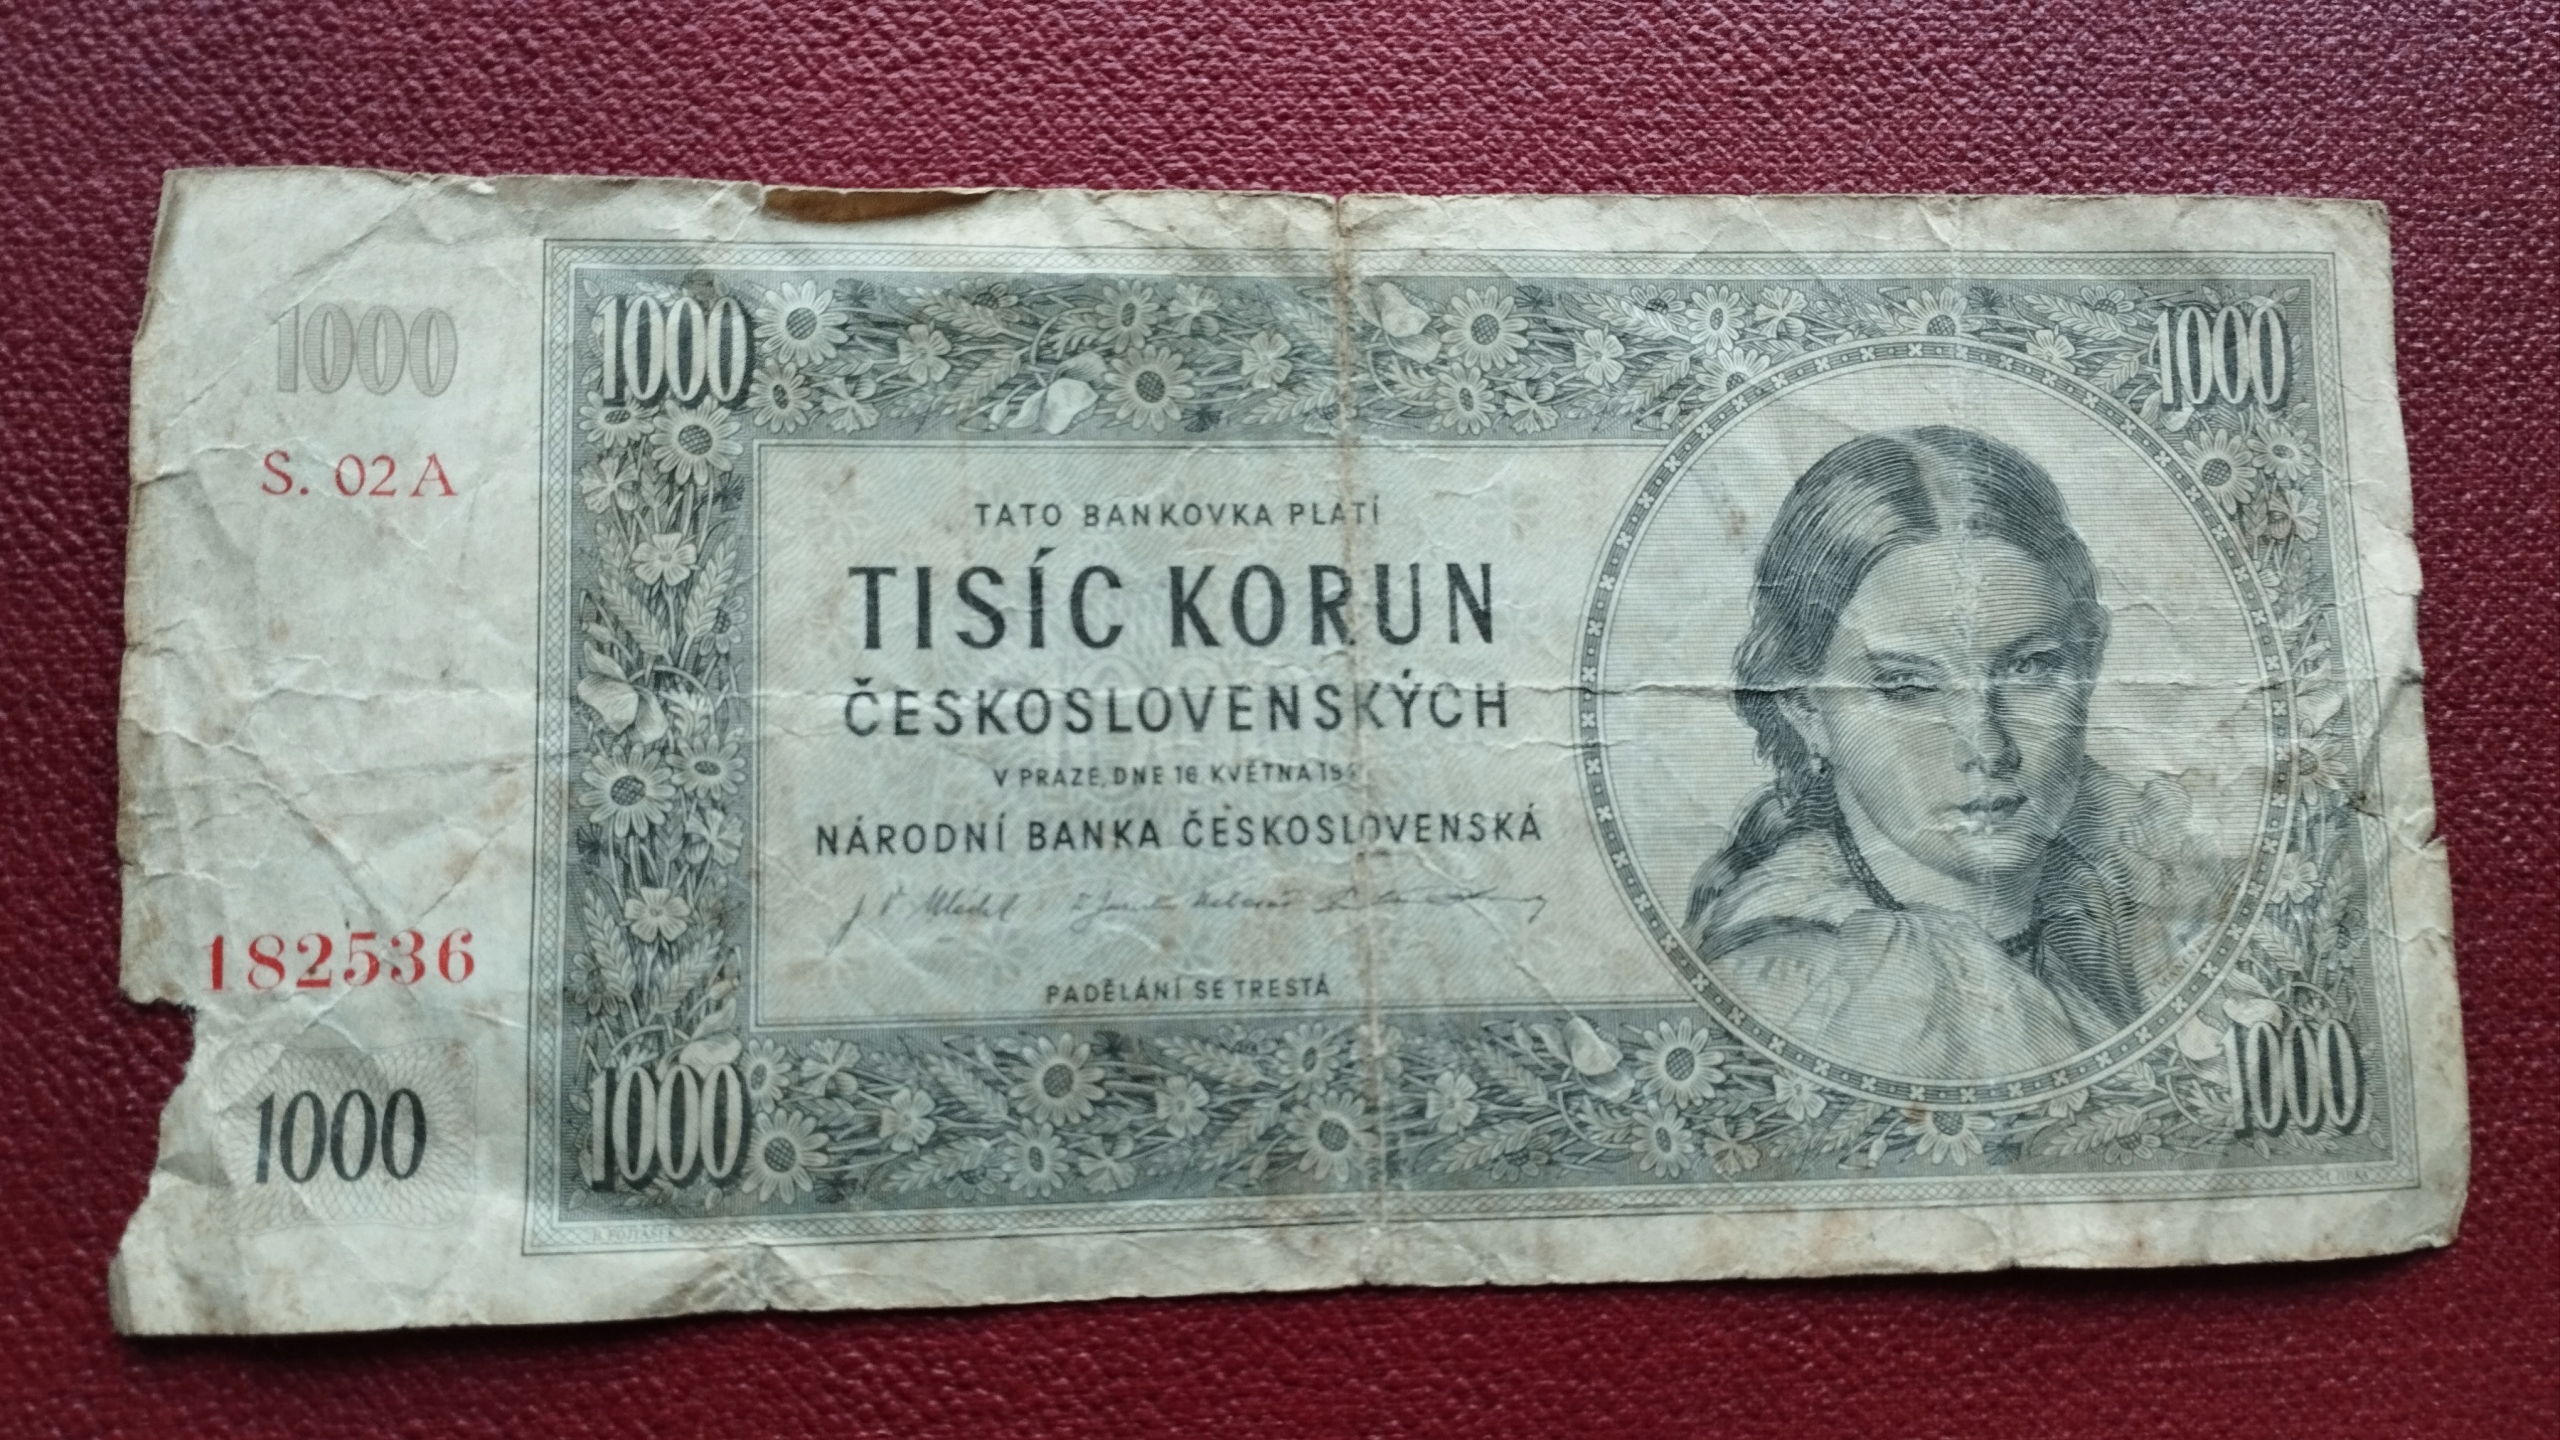 1000
S. 02 A
182536
1000
1000
1000
TATO BANKOVKA PLATÍ
TISÍC KORUN
ČESKOSLOVENSKÝCH
V PRAZE, DNE 16 KVĚTNA
NÁRODNÍ BANKA ČESKOSLOVENSKÁ
PADĚLÁNÍ SE TRESTÁ
1000
1000
B. FOJTÁŠEK